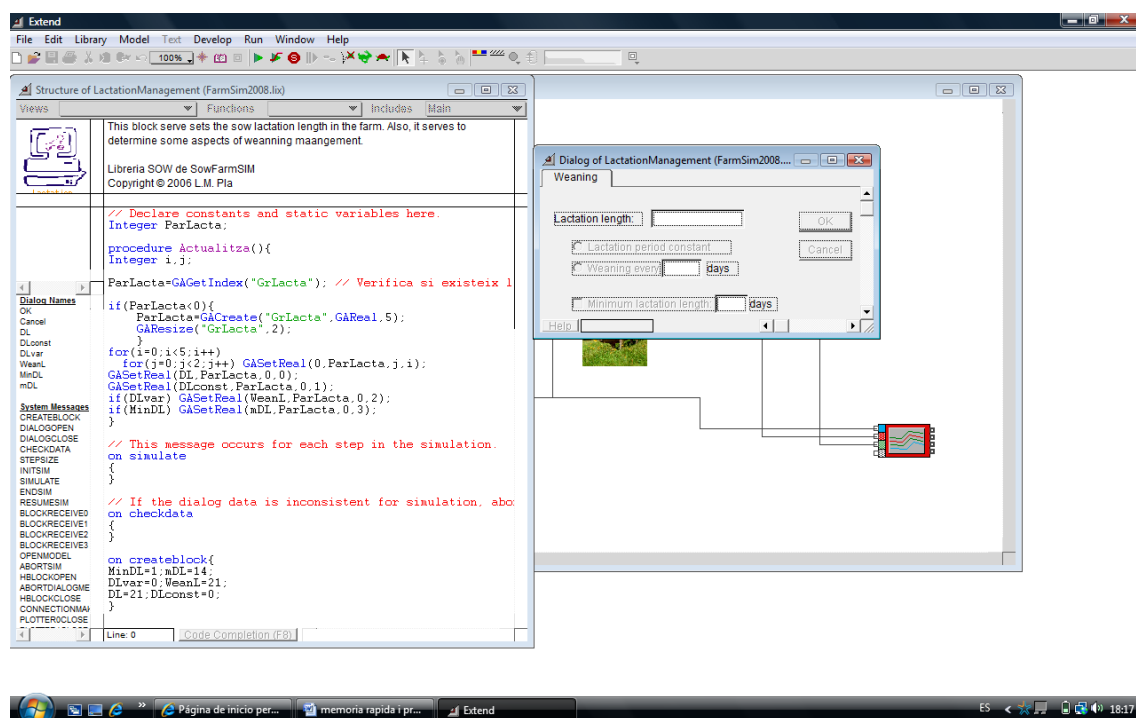 Extend
File Edit Library Model Text Develop Run Window Help
100%
Structure of LactationManagement (FarmSim2008.lix)
Views Functions Includes Main
This block serve sets the sow lactation length in the farm. Also, it serves to
determine some aspects of weanning maangement.
Libreria SOW de SowFarmSIM
Copyright © 2006 L.M. Pla
Lactation
// Declare constants and static variables here.
Integer ParLacta;
procedure Actualitza(){
Integer i,j;
ParLacta=GAGetIndex("GrLacta"); // Verifica si existeix l
if(ParLacta<0){
ParLacta=GACreate("GrLacta",GAReal,5);
GAResize("GrLacta",2);
}
for(i=0;i<5;i++)
for(j=0;j<2;j++) GASetReal(0,ParLacta,j,i);
GASetReal(DL,ParLacta,0,0);
GASetReal(DLconst,ParLacta,0,1);
if(DLvar) GASetReal(WeanL,ParLacta,0,2);
if(MinDL) GASetReal(mDL,ParLacta,0,3);
}
// This message occurs for each step in the simulation.
on simulate
{
}
// If the dialog data is inconsistent for simulation, abo
on checkdata
{
}
on createblock{
MinDL=1;mDL=14;
DLvar=0;WeanL=21;
DL=21;DLconst=0;
}
Dialog Names
OK
Cancel
DL
DLconst
DLvar
WeanL
MinDL
mDL
System Messages
CREATEBLOCK
DIALOGOPEN
DIALOGCLOSE
CHECKDATA
STEPSIZE
INITSIM
SIMULATE
ENDSIM
RESUMESIM
BLOCKRECEIVE0
BLOCKRECEIVE1
BLOCKRECEIVE2
BLOCKRECEIVE3
OPENMODEL
ABORTSIM
HBLOCKOPEN
ABORTDIALOGME
HBLOCKCLOSE
CONNECTIONMAK
PLOTTER0CLOSE
Line: 0 Code Completion (F8)
Dialog of LactationManagement (FarmSim2008....
Weaning
Lactation length:
OK
Lactation period constant
Cancel
Weaning every days
Minimum lactation length: days
Help
Página de inicio per... memoria rapida i pr... Extend ES 18:17